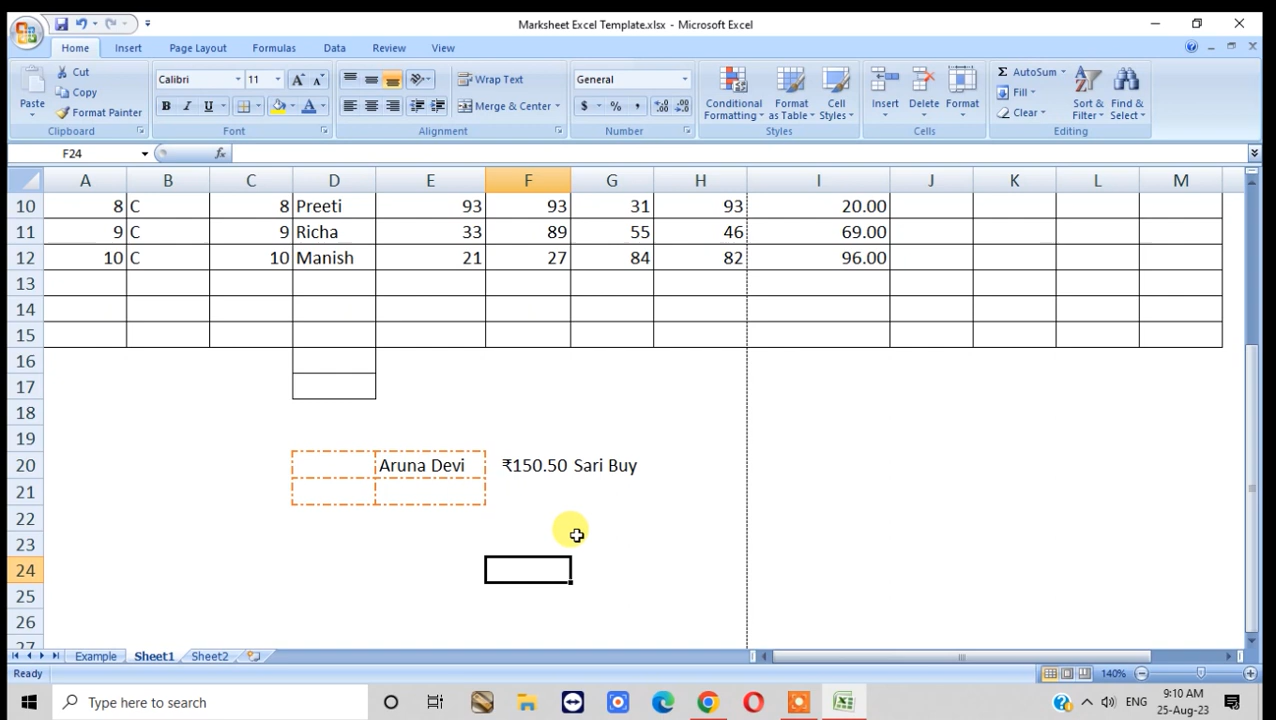 Marksheet Excel Template.xlsx - Microsoft Excel
Home Insert Page Layout Formulas Data Review View
Paste Cut Copy Format Painter Clipboard
Calibri 11 A A B I U A Font
Wrap Text Merge & Center Alignment
General $ % , .0 .00 .00 .0 Number
Conditional Formatting Format as Table Cell Styles Styles
Insert Delete Format Cells
Σ AutoSum Fill Clear Sort & Filter Find & Select Editing
F24 fx
A B C D E F G H I J K L M
10 8 C 8 Preeti 93 93 31 93 20.00
11 9 C 9 Richa 33 89 55 46 69.00
12 10 C 10 Manish 21 27 84 82 96.00
13
14
15
16
17
18
19
20 Aruna Devi ₹150.50 Sari Buy
21
22
23
24
25
26
27
Example Sheet1 Sheet2
Ready 140%
Type here to search ENG 9:10 AM
25-Aug-23